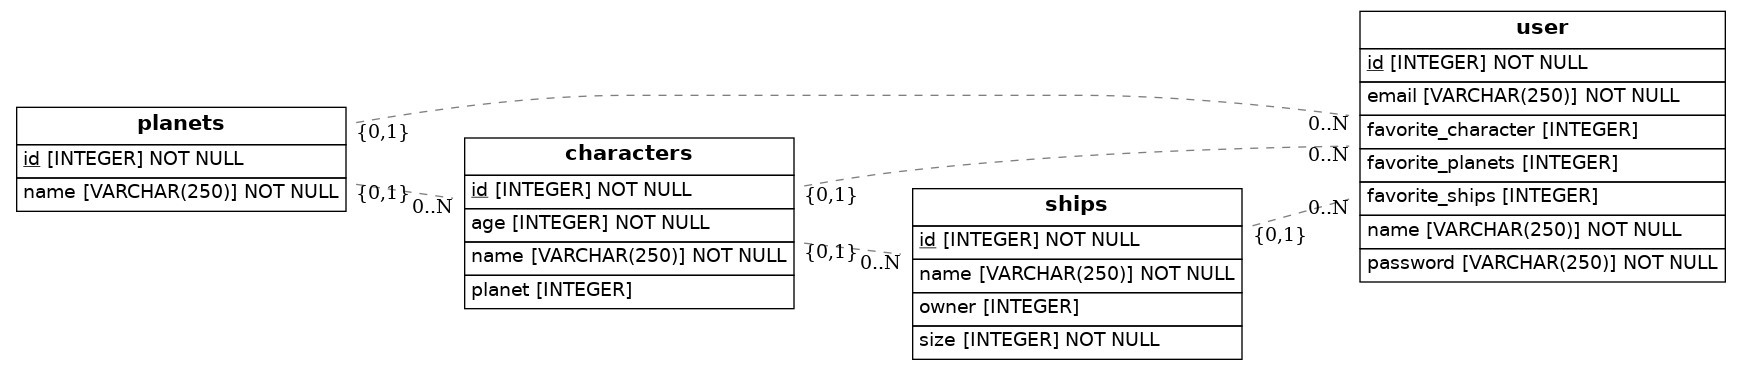 planets
id [INTEGER] NOT NULL
name [VARCHAR(250)] NOT NULL
{0,1}
{0,1}
0..N
characters
id [INTEGER] NOT NULL
age [INTEGER] NOT NULL
name [VARCHAR(250)] NOT NULL
planet [INTEGER]
{0,1}
{0,1}
0..N
ships
id [INTEGER] NOT NULL
name [VARCHAR(250)] NOT NULL
owner [INTEGER]
size [INTEGER] NOT NULL
{0,1}
0..N
0..N
0..N
user
id [INTEGER] NOT NULL
email [VARCHAR(250)] NOT NULL
favorite_character [INTEGER]
favorite_planets [INTEGER]
favorite_ships [INTEGER]
name [VARCHAR(250)] NOT NULL
password [VARCHAR(250)] NOT NULL